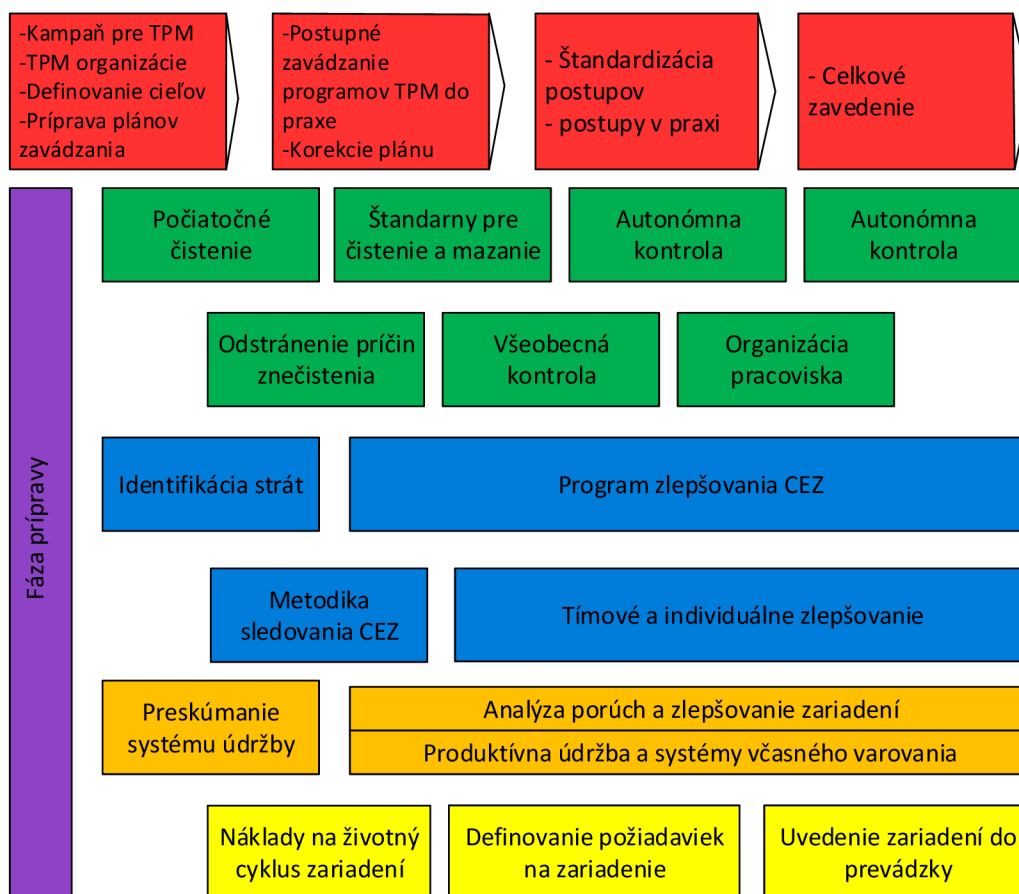 -Kampaň pre TPM
-TPM organizácie
-Definovanie cieľov
-Príprava plánov
zavádzania
-Postupné
zavádzanie
programov TPM do
praxe
-Korekcie plánu
- Štandardizácia
postupov
- postupy v praxi
- Celkové
zavedenie
Fáza prípravy
Počiatočné
čistenie
Štandarny pre
čistenie a mazanie
Autonómna
kontrola
Autonómna
kontrola
Odstránenie príčin
znečistenia
Všeobecná
kontrola
Organizácia
pracoviska
Identifikácia strát
Program zlepšovania CEZ
Metodika
sledovania CEZ
Tímové a individuálne zlepšovanie
Preskúmanie
systému údržby
Analýza porúch a zlepšovanie zariadení
Produktívna údržba a systémy včasného varovania
Náklady na životný
cyklus zariadení
Definovanie požiadaviek
na zariadenie
Uvedenie zariadení do
prevádzky